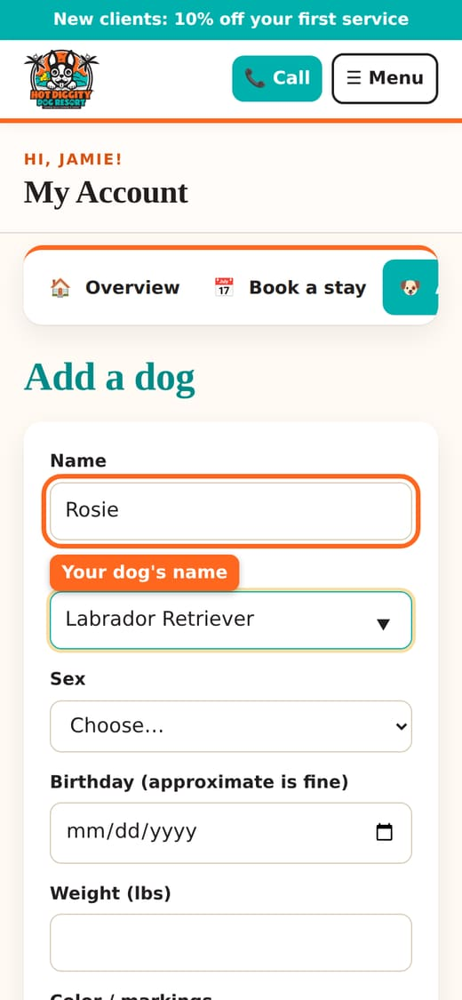 New clients: 10% off your first service
HOT DIGGITY
DOG RESORT
Call
☰ Menu
HI, JAMIE!
My Account
Overview
Book a stay
Add a dog
Name
Rosie
Your dog's name
Labrador Retriever
Sex
Choose...
Birthday (approximate is fine)
mm/dd/yyyy
Weight (lbs)
Color / markings